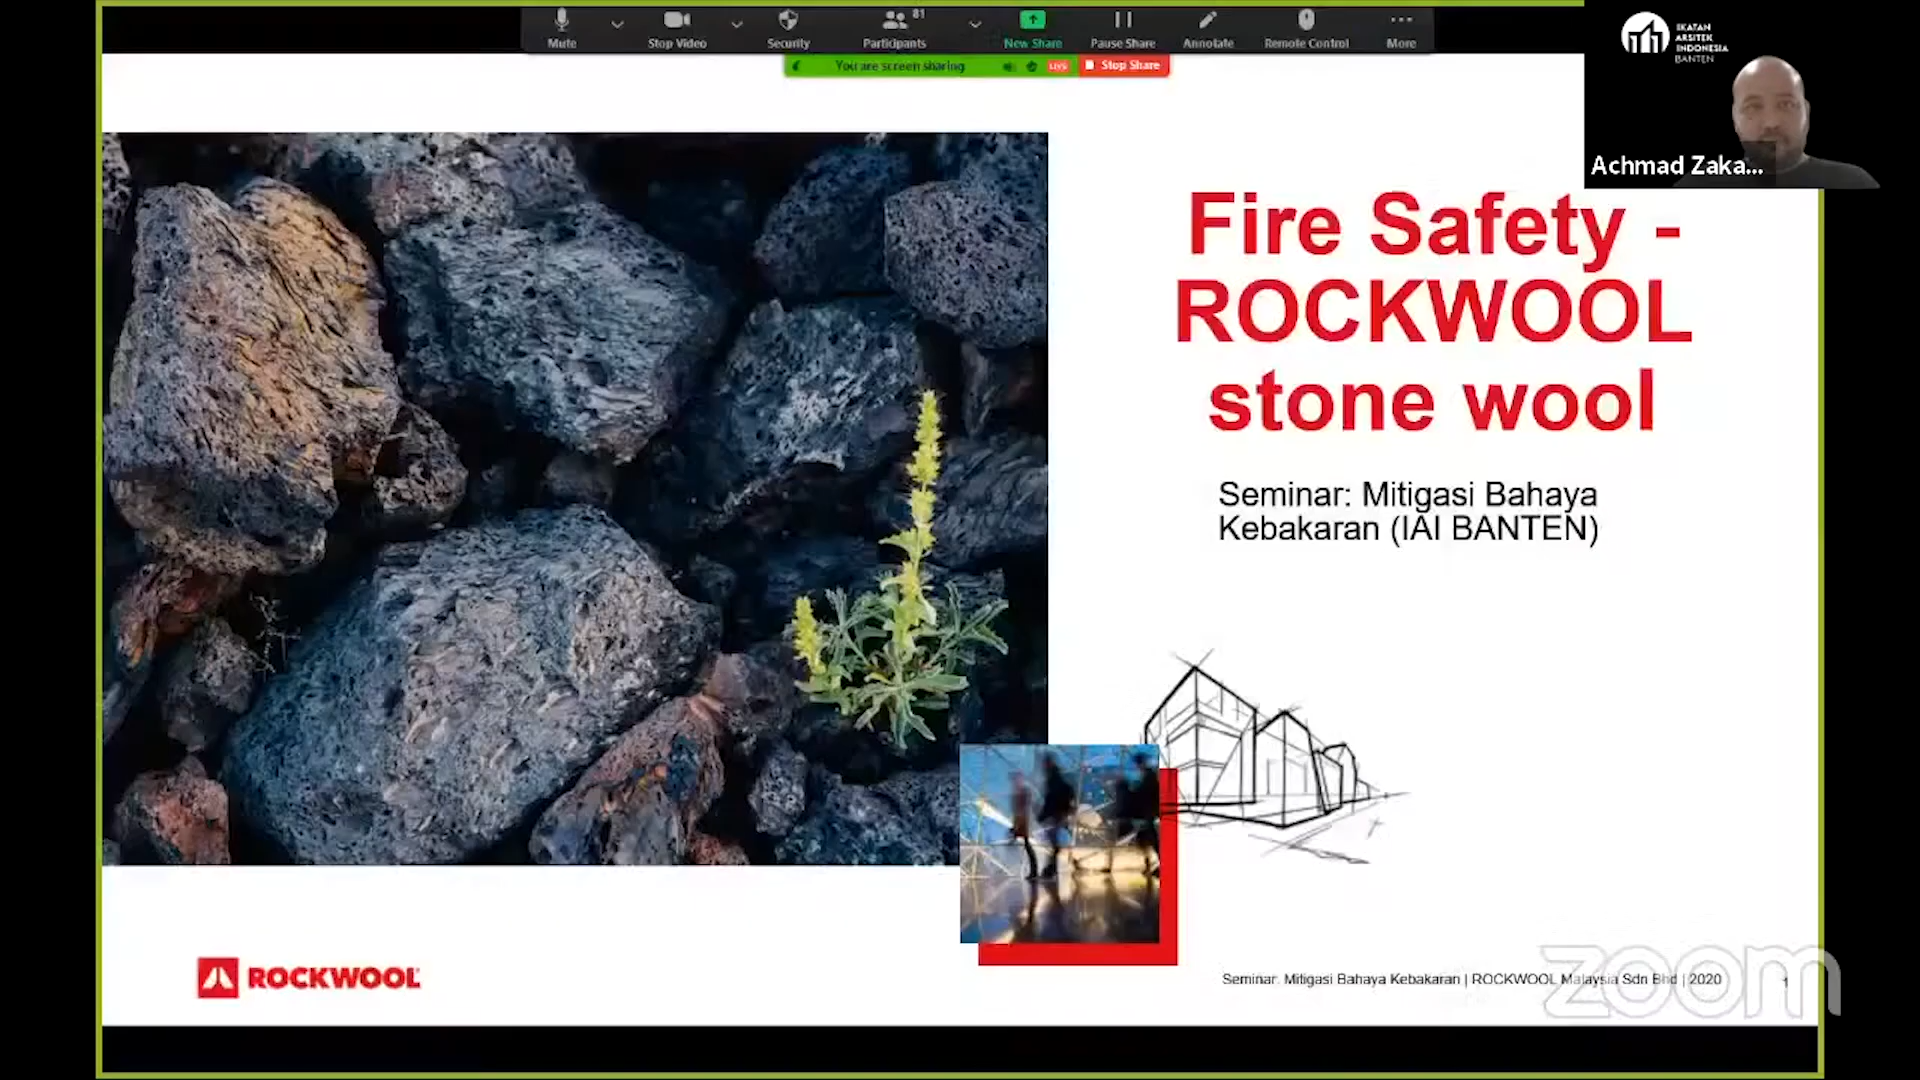 Mute
Stop Video
Security
81
Participants
New Share
Pause Share
Annotate
Remote Control
More
You are screen sharing
LIVE
Stop Share
IKATAN
ARSITEK
INDONESIA
BANTEN
Achmad Zaka...
Fire Safety -
ROCKWOOL
stone wool
Seminar: Mitigasi Bahaya
Kebakaran (IAI BANTEN)
ROCKWOOL
Seminar: Mitigasi Bahaya Kebakaran | ROCKWOOL Malaysia Sdn Bhd | 2020
1
zoom